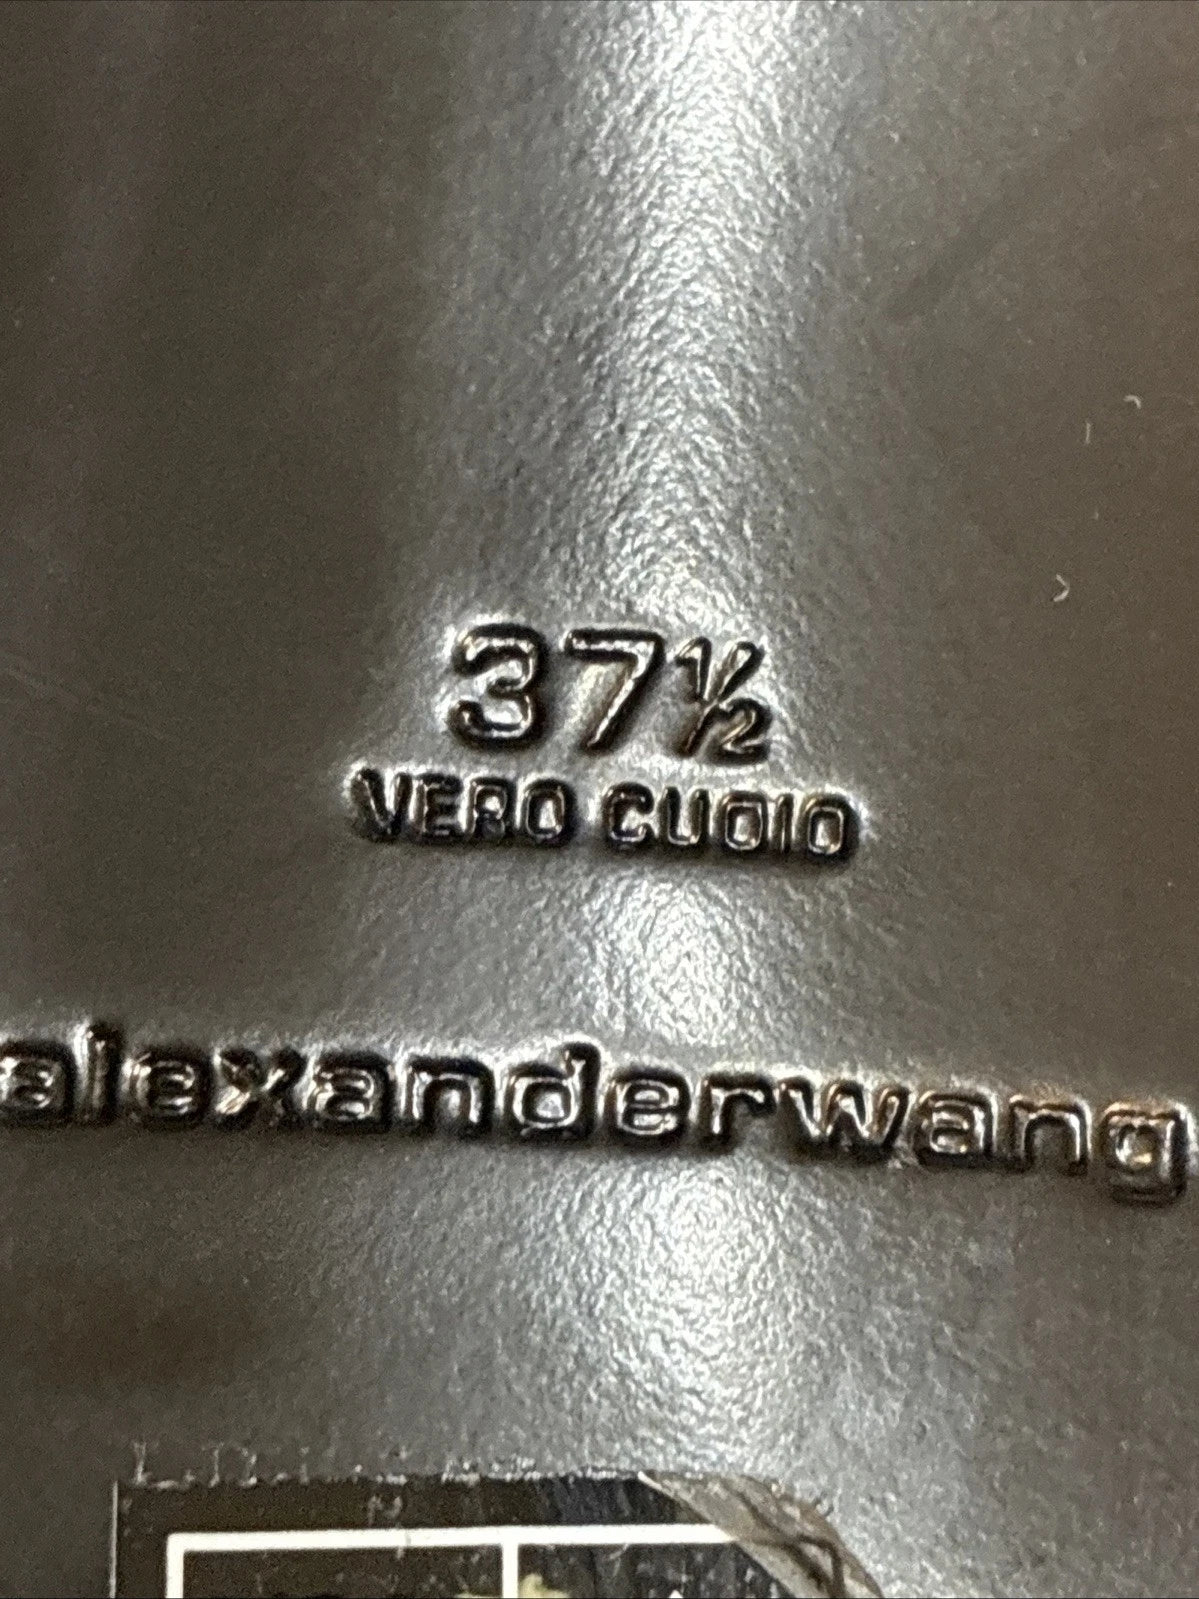 37½
VERO CUOIO
alexanderwang